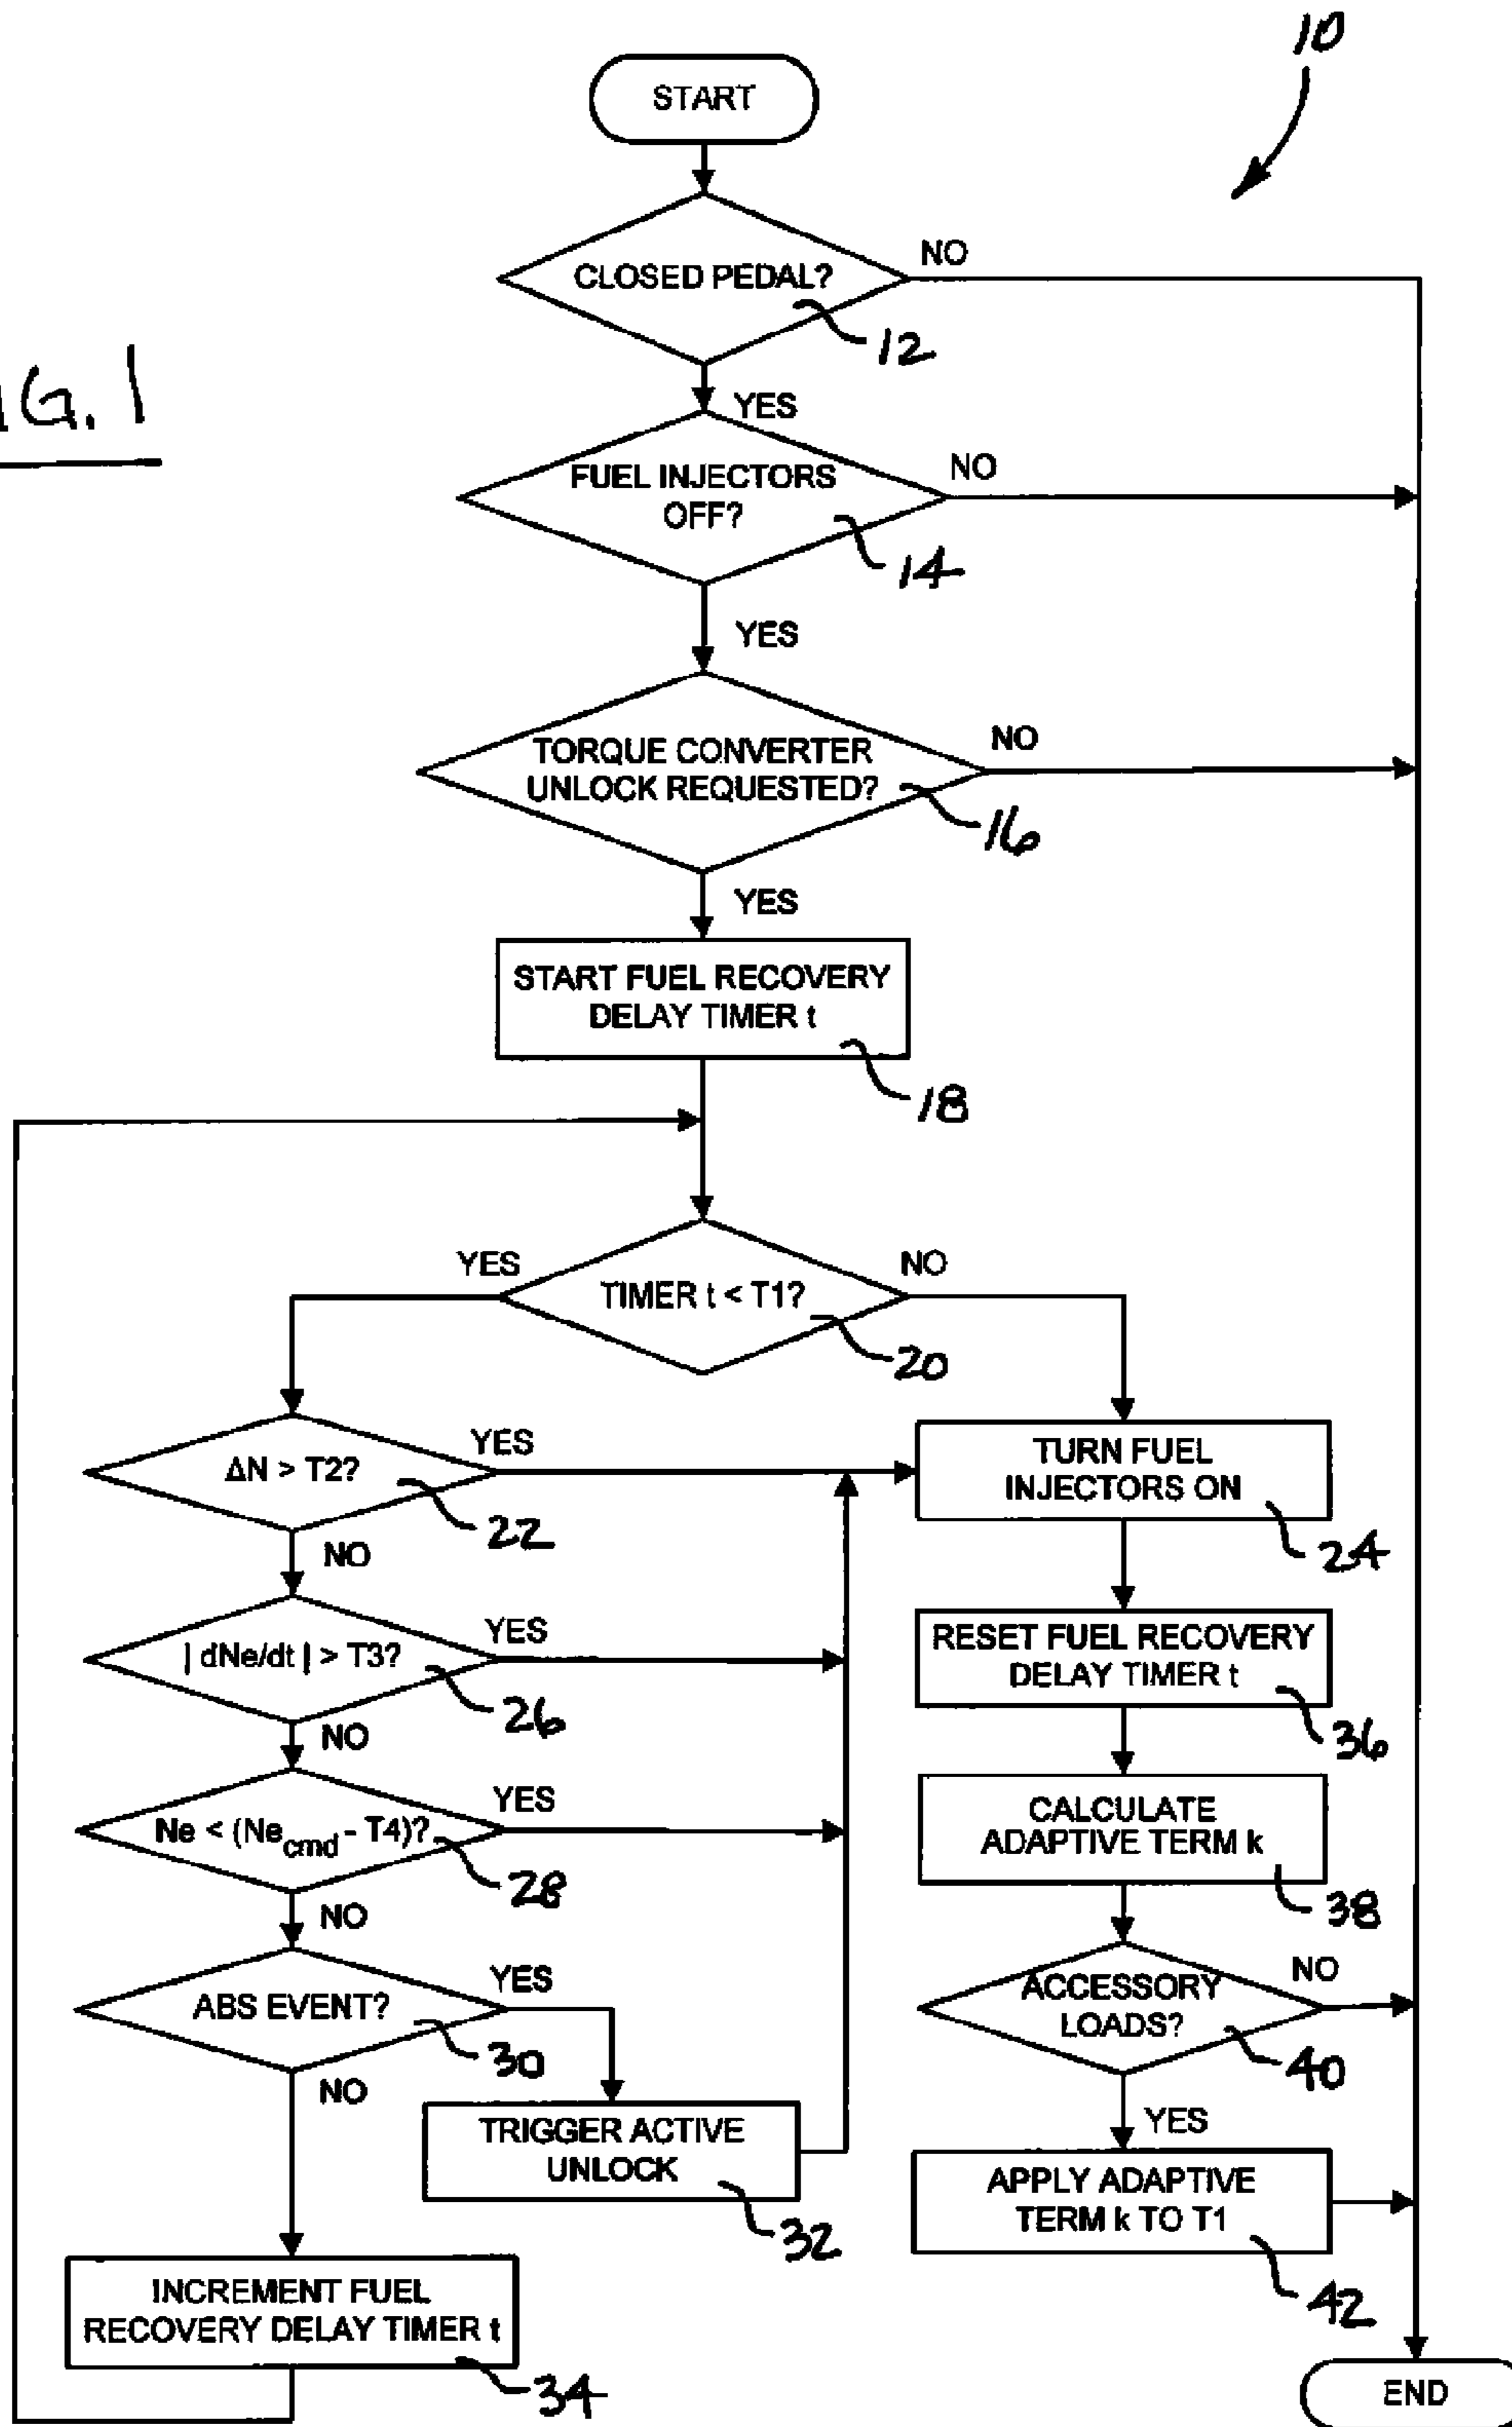 10
START
CLOSED PEDAL?
NO
12
YES
G. 1
FUEL INJECTORS
OFF?
NO
14
YES
TORQUE CONVERTER
UNLOCK REQUESTED?
NO
16
YES
START FUEL RECOVERY
DELAY TIMER t
18
YES
TIMER t < T1?
NO
20
ΔN > T2?
YES
22
NO
TURN FUEL
INJECTORS ON
24
| dNe/dt | > T3?
YES
26
NO
RESET FUEL RECOVERY
DELAY TIMER t
36
Ne < (Ne_cmd - T4)?
YES
28
NO
CALCULATE
ADAPTIVE TERM k
38
ABS EVENT?
YES
30
NO
ACCESSORY
LOADS?
NO
40
YES
TRIGGER ACTIVE
UNLOCK
32
APPLY ADAPTIVE
TERM k TO T1
42
INCREMENT FUEL
RECOVERY DELAY TIMER t
34
END